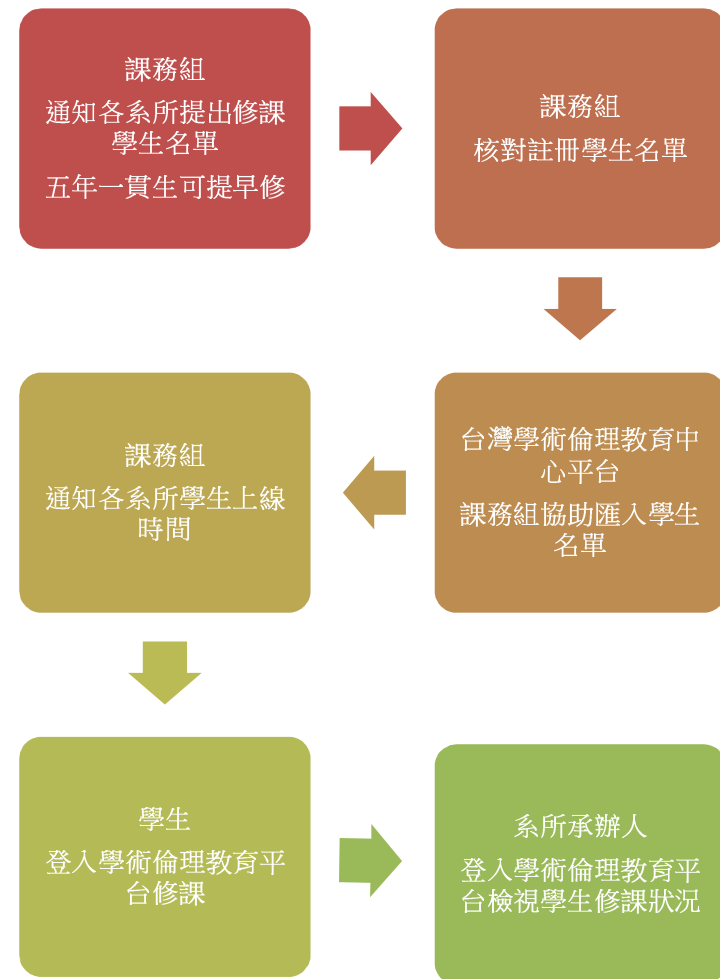 課務組
通知各系所提出修課
學生名單
五年一貫生可提早修
課務組
核對註冊學生名單
台灣學術倫理教育中
心平台
課務組協助匯入學生
名單
課務組
通知各系所學生上線
時間
學生
登入學術倫理教育平
台修課
系所承辦人
登入學術倫理教育平
台檢視學生修課狀況